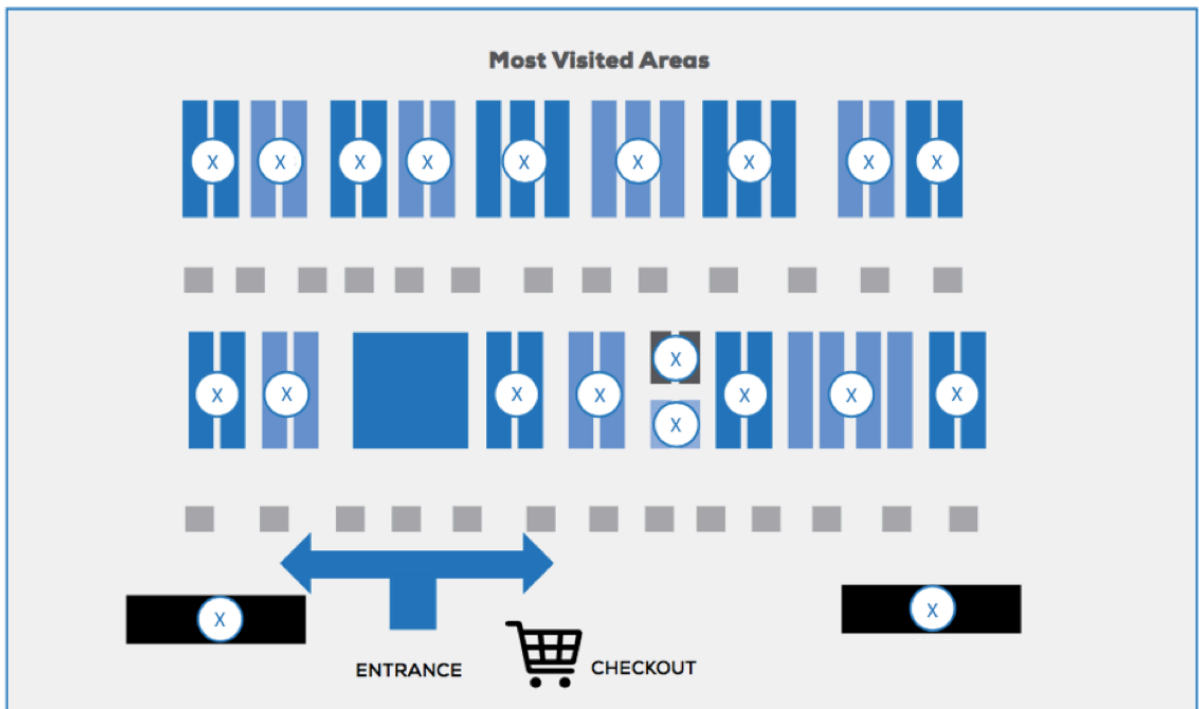 Most Visited Areas
X X X X X X X X X
X
X X X X X X X
X
X X
ENTRANCE CHECKOUT